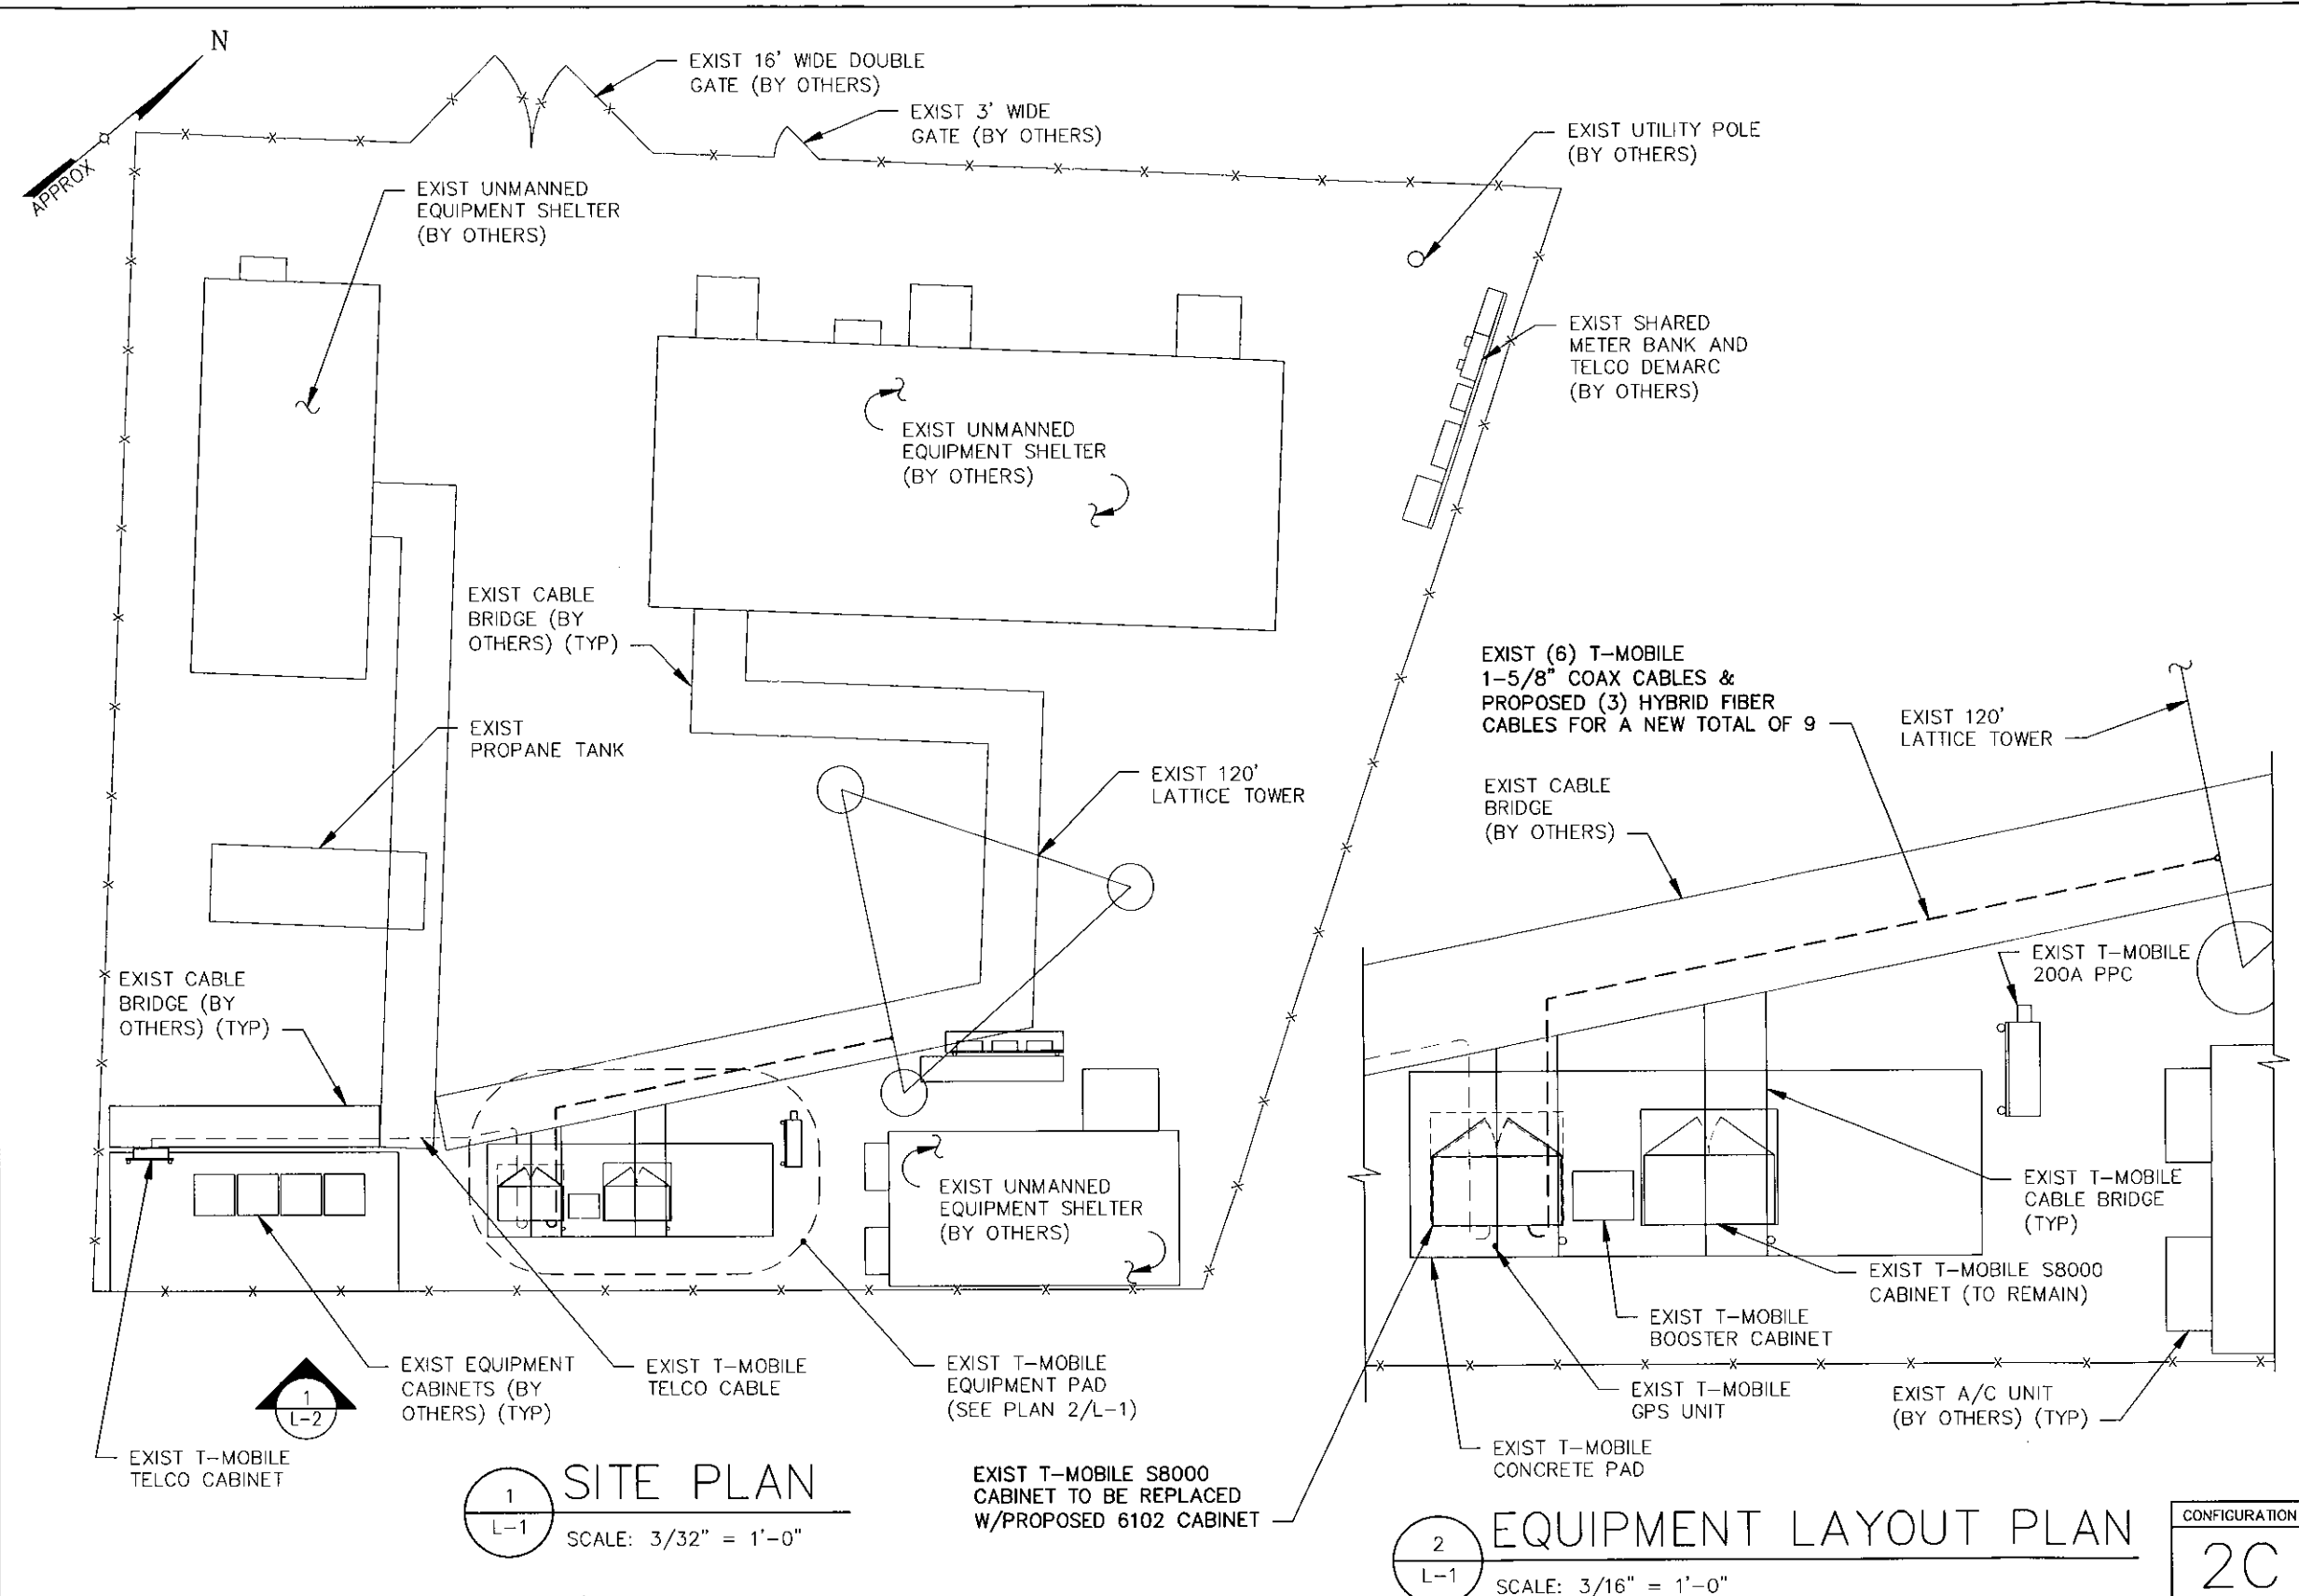 N
APPROX
EXIST 16' WIDE DOUBLE
GATE (BY OTHERS)
EXIST 3' WIDE
GATE (BY OTHERS)
EXIST UTILITY POLE
(BY OTHERS)
EXIST UNMANNED
EQUIPMENT SHELTER
(BY OTHERS)
EXIST SHARED
METER BANK AND
TELCO DEMARC
(BY OTHERS)
EXIST UNMANNED
EQUIPMENT SHELTER
(BY OTHERS)
EXIST CABLE
BRIDGE (BY
OTHERS) (TYP)
EXIST
PROPANE TANK
EXIST 120'
LATTICE TOWER
EXIST CABLE
BRIDGE (BY
OTHERS) (TYP)
EXIST UNMANNED
EQUIPMENT SHELTER
(BY OTHERS)
EXIST T-MOBILE
TELCO CABINET
1
L-2
EXIST EQUIPMENT
CABINETS (BY
OTHERS) (TYP)
EXIST T-MOBILE
TELCO CABLE
EXIST T-MOBILE
EQUIPMENT PAD
(SEE PLAN 2/L-1)
1
L-1
SITE PLAN
SCALE: 3/32" = 1'-0"
EXIST (6) T-MOBILE
1-5/8" COAX CABLES &
PROPOSED (3) HYBRID FIBER
CABLES FOR A NEW TOTAL OF 9
EXIST 120'
LATTICE TOWER
EXIST CABLE
BRIDGE
(BY OTHERS)
EXIST T-MOBILE
200A PPC
EXIST T-MOBILE
CABLE BRIDGE
(TYP)
EXIST T-MOBILE S8000
CABINET (TO REMAIN)
EXIST T-MOBILE
BOOSTER CABINET
EXIST T-MOBILE
GPS UNIT
EXIST A/C UNIT
(BY OTHERS) (TYP)
EXIST T-MOBILE
CONCRETE PAD
EXIST T-MOBILE S8000
CABINET TO BE REPLACED
W/PROPOSED 6102 CABINET
2
L-1
EQUIPMENT LAYOUT PLAN
SCALE: 3/16" = 1'-0"
CONFIGURATION
2C